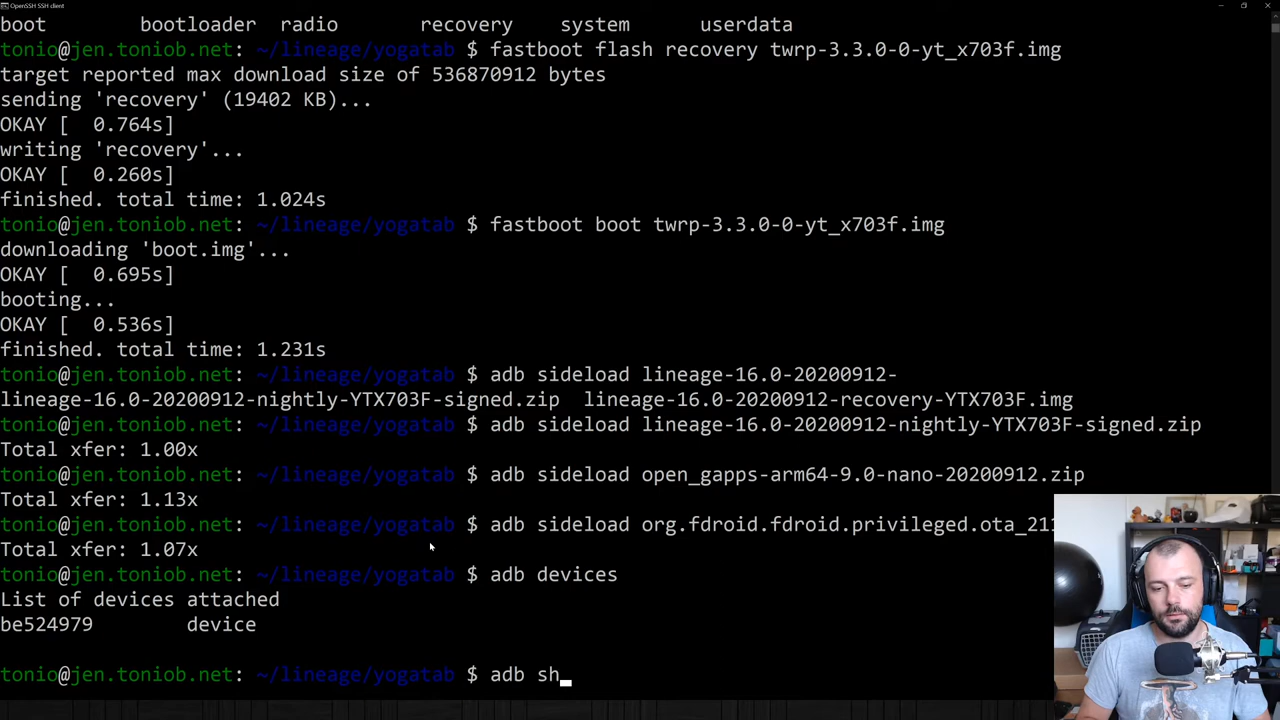 OpenSSH SSH client
boot bootloader radio recovery system userdata
tonio@jen.toniob.net: ~/lineage/yogatab $ fastboot flash recovery twrp-3.3.0-0-yt_x703f.img
target reported max download size of 536870912 bytes
sending 'recovery' (19402 KB)...
OKAY [ 0.764s]
writing 'recovery'...
OKAY [ 0.260s]
finished. total time: 1.024s
tonio@jen.toniob.net: ~/lineage/yogatab $ fastboot boot twrp-3.3.0-0-yt_x703f.img
downloading 'boot.img'...
OKAY [ 0.695s]
booting...
OKAY [ 0.536s]
finished. total time: 1.231s
tonio@jen.toniob.net: ~/lineage/yogatab $ adb sideload lineage-16.0-20200912-
lineage-16.0-20200912-nightly-YTX703F-signed.zip lineage-16.0-20200912-recovery-YTX703F.img
tonio@jen.toniob.net: ~/lineage/yogatab $ adb sideload lineage-16.0-20200912-nightly-YTX703F-signed.zip
Total xfer: 1.00x
tonio@jen.toniob.net: ~/lineage/yogatab $ adb sideload open_gapps-arm64-9.0-nano-20200912.zip
Total xfer: 1.13x
tonio@jen.toniob.net: ~/lineage/yogatab $ adb sideload org.fdroid.fdroid.privileged.ota_211
Total xfer: 1.07x
tonio@jen.toniob.net: ~/lineage/yogatab $ adb devices
List of devices attached
be524979 device
tonio@jen.toniob.net: ~/lineage/yogatab $ adb sh